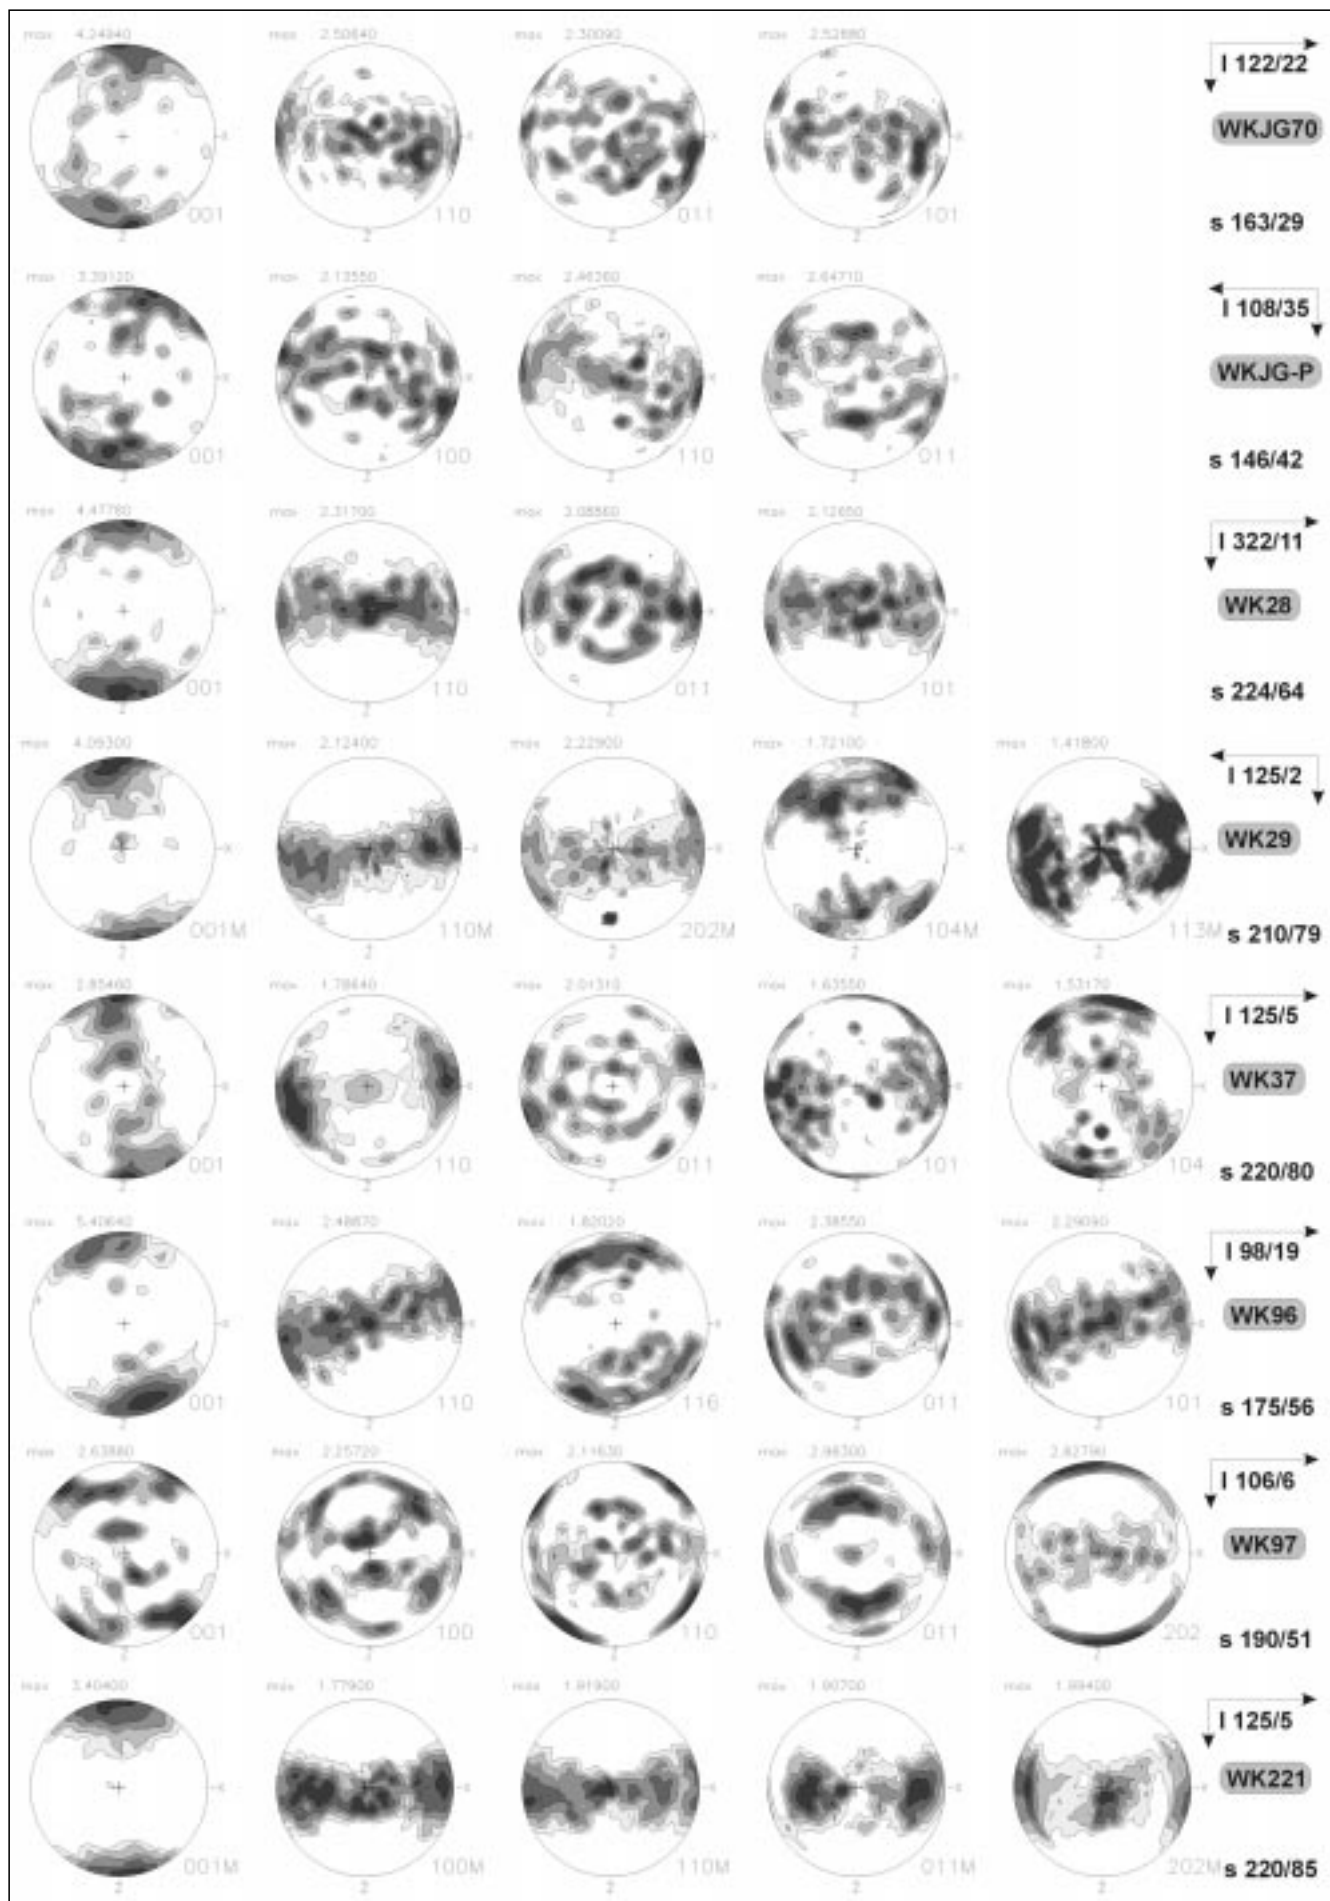 max 4.24940 max 2.50640 max 2.30090 max 2.52880
l 122/22
WKJG70
X X X X
001 110 011 101
s 163/29
Z Z Z Z
max 3.39120 max 2.13550 max 2.46360 max 2.64710
l 108/35
WKJG-P
X X X X
001 100 110 011
s 146/42
Z Z Z Z
max 4.47760 max 2.31700 max 2.12650
l 322/11
WK28
X X X X
001 110 011 101
s 224/64
Z Z Z Z
max 4.09300 max 2.12400 max 2.22900 max 1.72100 max 1.41800
l 125/2
WK29
X X X X X
001M 110M 202M 104M 113M
s 210/79
Z Z Z Z Z
max 2.85460 max 1.78640 max 2.01310 max 1.63550 max 1.53170
l 125/5
WK37
X X X X X
001 110 011 101 104
s 220/80
Z Z Z Z Z
max 5.40640 max 2.48870 max 1.82020 max 2.38550 max 2.29090
l 98/19
WK96
X X X X X
001 110 116 011 101
s 175/56
Z Z Z Z Z
max 2.63880 max 2.25720 max 2.11630 max 2.98300 max 2.82790
l 106/6
WK97
X X X X X
001 100 110 011 202
s 190/51
Z Z Z Z Z
max 3.40400 max 1.77900 max 1.91900 max 1.90700 max 1.99400
l 125/5
WK221
X X X X X
001M 100M 110M 011M 202M
s 220/85
Z Z Z Z Z